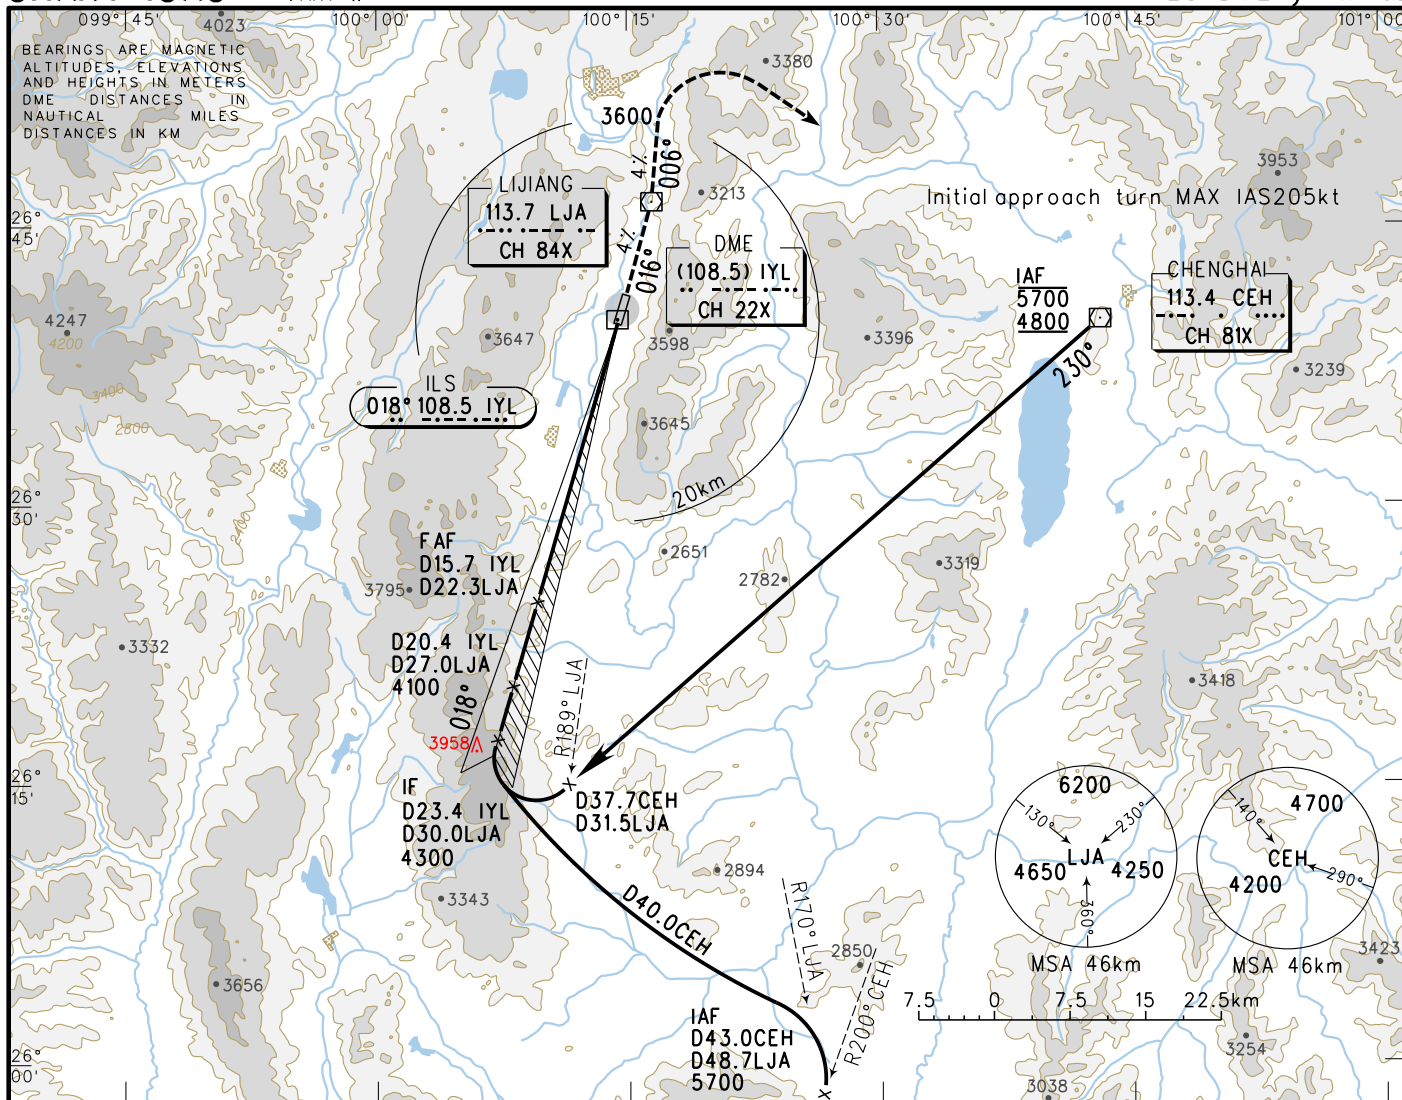 099°45'
100°00'
100°15'
100°30'
100°45'
101°00'
4023
BEARINGS ARE MAGNETIC
ALTITUDES, ELEVATIONS
AND HEIGHTS IN METERS
DME DISTANCES IN
NAUTICAL MILES
DISTANCES IN KM
3380
3600
4%
006°
3953
LIJIANG
113.7 LJA
CH 84X
3213
Initial approach turn MAX IAS205kt
26°
45'
4%
016°
DME
(108.5) IYL
CH 22X
IAF
5700
4800
CHENGHAI
113.4 CEH
CH 81X
4247
4200
3647
3598
3396
230°
3239
3400
ILS
018° 108.5 IYL
2800
3645
20km
26°
30'
2400
FAF
D15.7 IYL
D22.3LJA
2651
3795
2782
3319
3332
D20.4 IYL
D27.0LJA
4100
018°
R189°LJA
3418
3958
26°
15'
IF
D23.4 IYL
D30.0LJA
4300
D37.7CEH
D31.5LJA
6200
130°
230°
LJA
4650
4250
360°
MSA 46km
4700
140°
CEH
4200
290°
MSA 46km
2894
3343
D40.0CEH
R170°LJA
2850
R200°CEH
3423
3656
7.5 0 7.5 15 22.5km
IAF
D43.0CEH
D48.7LJA
5700
3254
26°
00'
3038